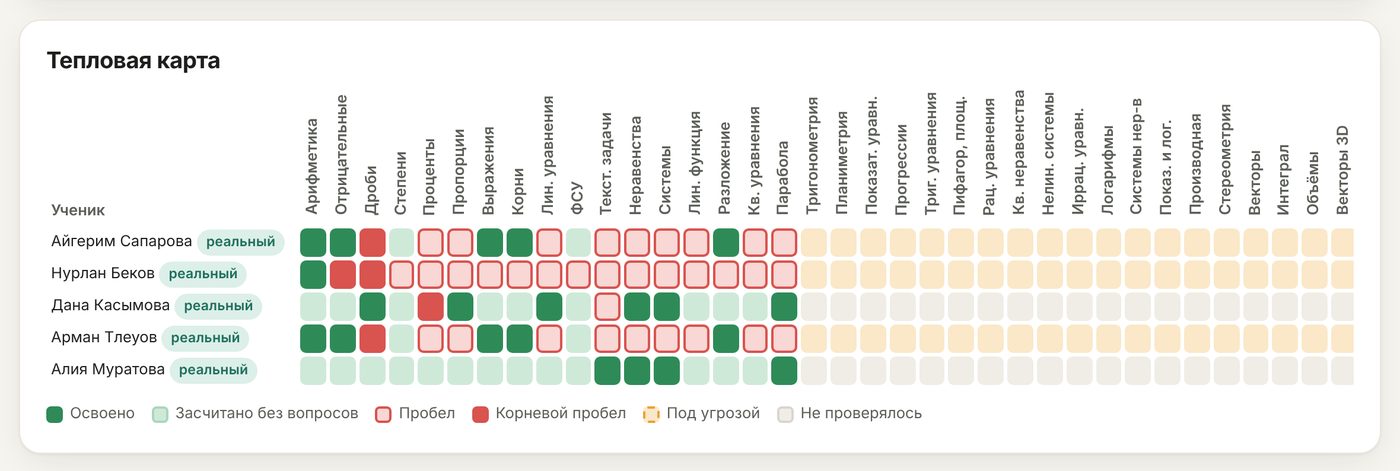 Тепловая карта
Ученик
Арифметика
Отрицательные
Дроби
Степени
Проценты
Пропорции
Выражения
Корни
Лин. уравнения
ФСУ
Текст. задачи
Неравенства
Системы
Лин. функция
Разложение
Кв. уравнения
Парабола
Тригонометрия
Планиметрия
Показат. уравн.
Прогрессии
Триг. уравнения
Пифагор, площ.
Рац. уравнения
Кв. неравенства
Нелин. системы
Иррац. уравн.
Логарифмы
Системы нер-в
Показ. и лог.
Производная
Стереометрия
Векторы
Интеграл
Объёмы
Векторы 3D
Айгерим Сапарова реальный
Нурлан Беков реальный
Дана Касымова реальный
Арман Тлеуов реальный
Алия Муратова реальный
Освоено Засчитано без вопросов Пробел Корневой пробел Под угрозой Не проверялось